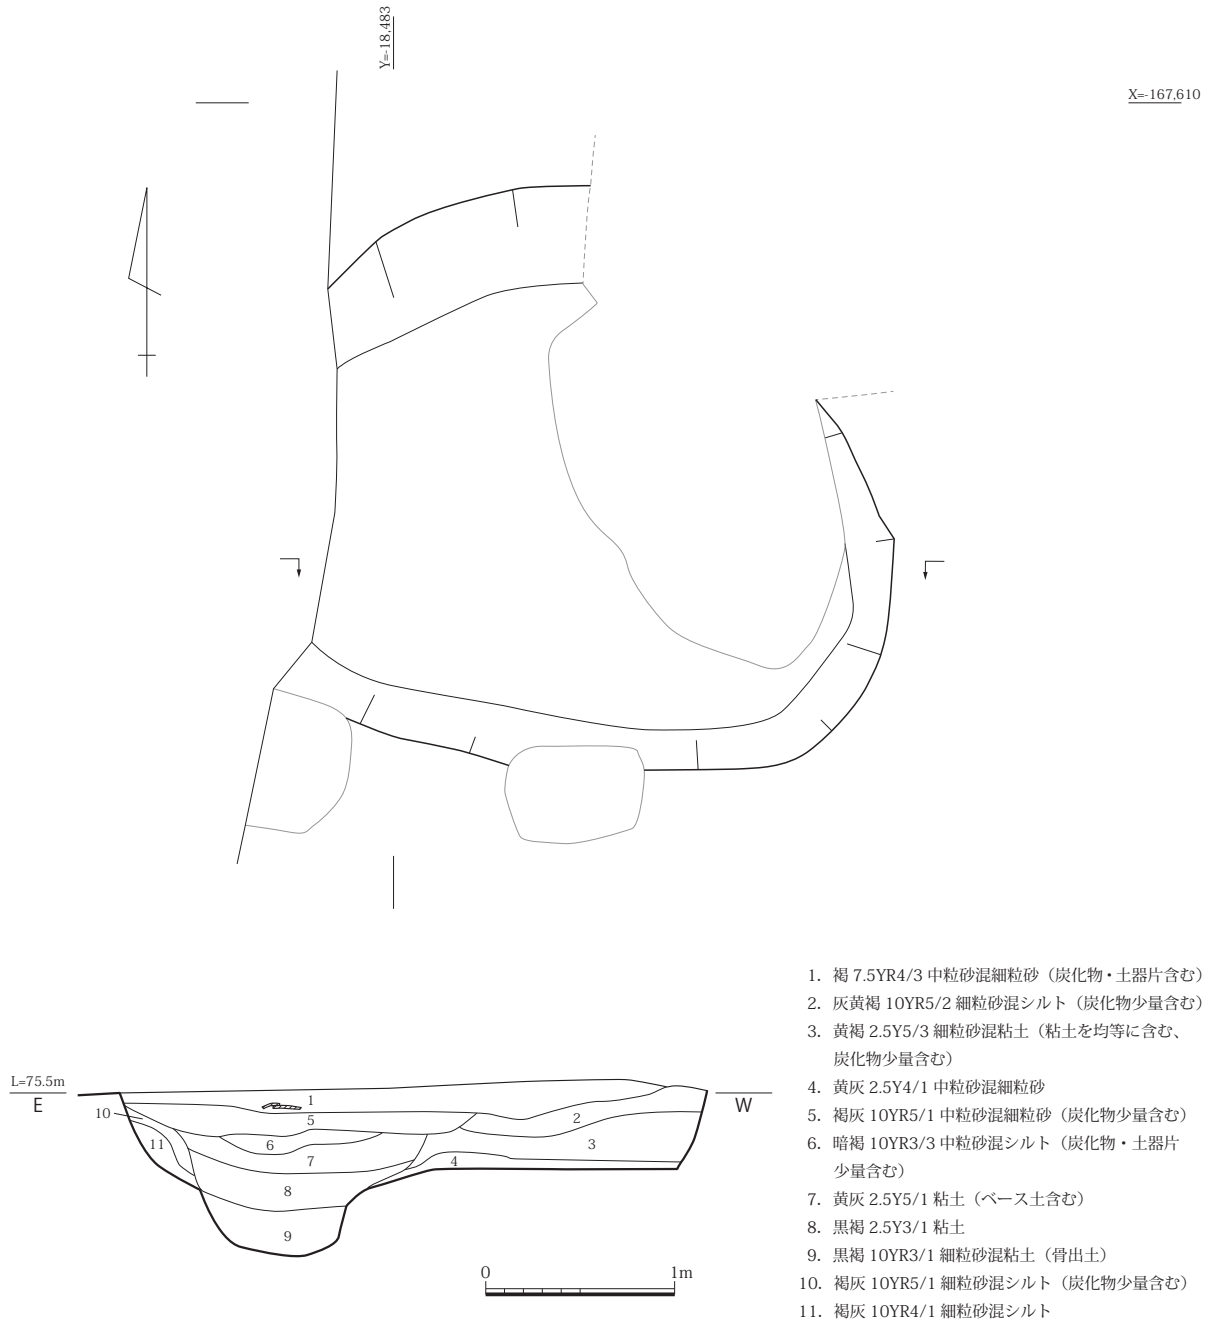 Y=-18,483
X=-167,610
L=75.5m
E
W
1
2
3
4
5
6
7
8
9
10
11
0 1m
1. 褐 7.5YR4/3 中粒砂混細粒砂（炭化物・土器片含む）
2. 灰黄褐 10YR5/2 細粒砂混シルト（炭化物少量含む）
3. 黄褐 2.5Y5/3 細粒砂混粘土（粘土を均等に含む、
炭化物少量含む）
4. 黄灰 2.5Y4/1 中粒砂混細粒砂
5. 褐灰 10YR5/1 中粒砂混細粒砂（炭化物少量含む）
6. 暗褐 10YR3/3 中粒砂混シルト（炭化物・土器片
少量含む）
7. 黄灰 2.5Y5/1 粘土（ベース土含む）
8. 黒褐 2.5Y3/1 粘土
9. 黒褐 10YR3/1 細粒砂混粘土（骨出土）
10. 褐灰 10YR5/1 細粒砂混シルト（炭化物少量含む）
11. 褐灰 10YR4/1 細粒砂混シルト